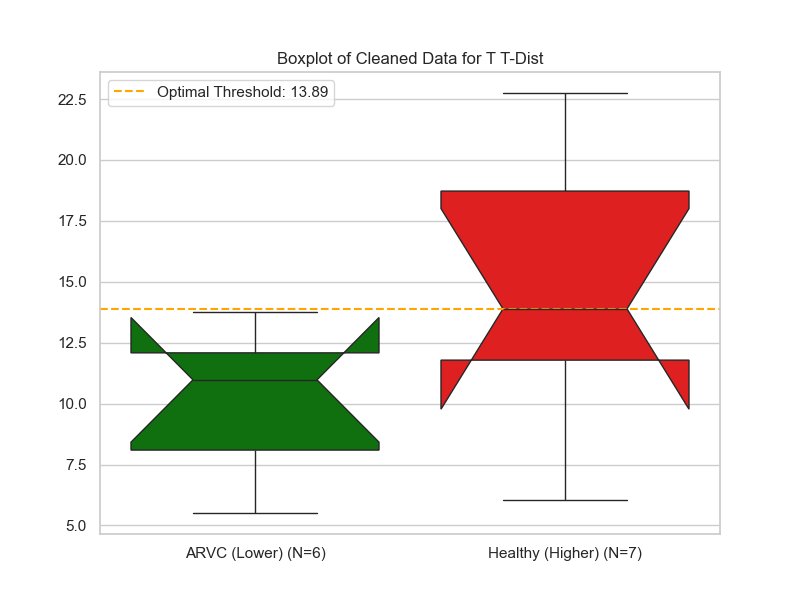 Boxplot of Cleaned Data for T T-Dist
Optimal Threshold: 13.89
22.5
20.0
17.5
15.0
12.5
10.0
7.5
5.0
ARVC (Lower) (N=6)
Healthy (Higher) (N=7)